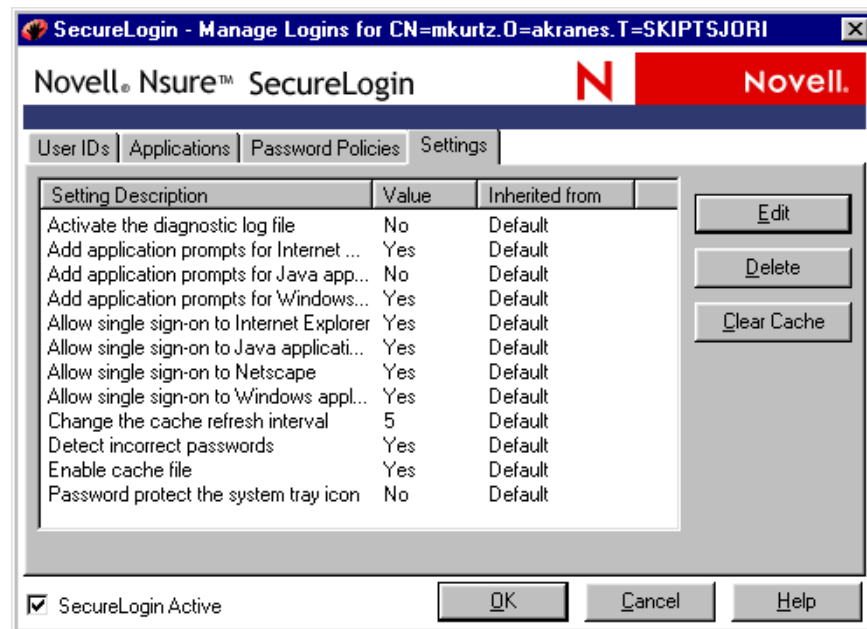 SecureLogin - Manage Logins for CN=mkurtz.O=akranes.T=SKIPTSJORI
Novell® Nsure™ SecureLogin N Novell.
User IDs Applications Password Policies Settings
Setting Description Value Inherited from
Activate the diagnostic log file No Default
Add application prompts for Internet ... Yes Default
Add application prompts for Java app... No Default
Add application prompts for Windows... Yes Default
Allow single sign-on to Internet Explorer Yes Default
Allow single sign-on to Java applicati... Yes Default
Allow single sign-on to Netscape Yes Default
Allow single sign-on to Windows appl... Yes Default
Change the cache refresh interval 5 Default
Detect incorrect passwords Yes Default
Enable cache file Yes Default
Password protect the system tray icon No Default
Edit
Delete
Clear Cache
SecureLogin Active OK Cancel Help